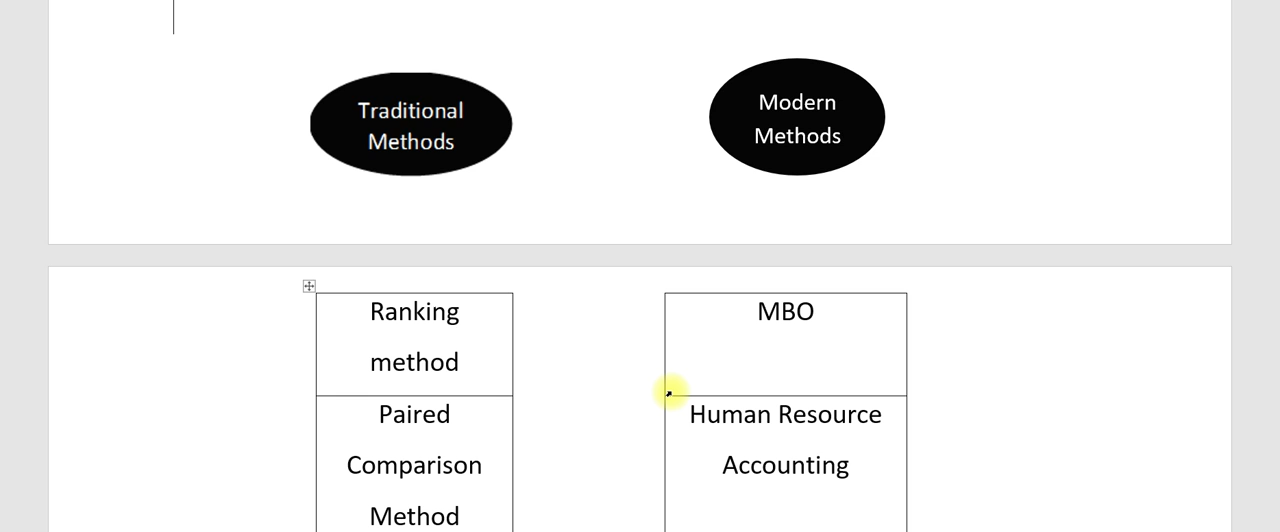 Traditional
Methods
Modern
Methods
Ranking
method
MBO
Paired
Comparison
Method
Human Resource
Accounting